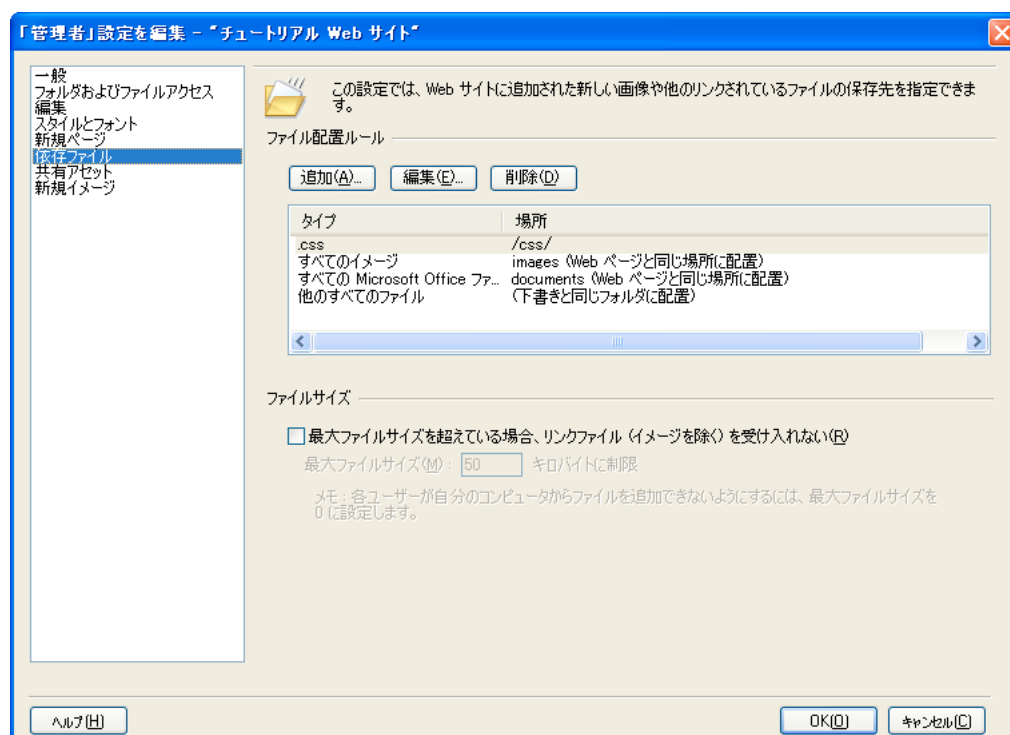 「管理者」設定を編集 - "チュートリアル Web サイト"
一般
フォルダおよびファイルアクセス
編集
スタイルとフォント
新規ページ
依存ファイル
共有アセット
新規イメージ
この設定では、Web サイトに追加された新しい画像や他のリンクされているファイルの保存先を指定できま
す。
ファイル配置ルール
追加(A)... 編集(E)... 削除(D)
タイプ 場所
.css /css/
すべてのイメージ images (Web ページと同じ場所に配置)
すべての Microsoft Office ファ... documents (Web ページと同じ場所に配置)
他のすべてのファイル (下書きと同じフォルダに配置)
ファイルサイズ
最大ファイルサイズを超えている場合、リンクファイル (イメージを除く) を受け入れない(R)
最大ファイルサイズ(M) : 50 キロバイトに制限
メモ : 各ユーザーが自分のコンピュータからファイルを追加できないようにするには、最大ファイルサイズを
0 に設定します。
ヘルプ(H) OK(O) キャンセル(C)